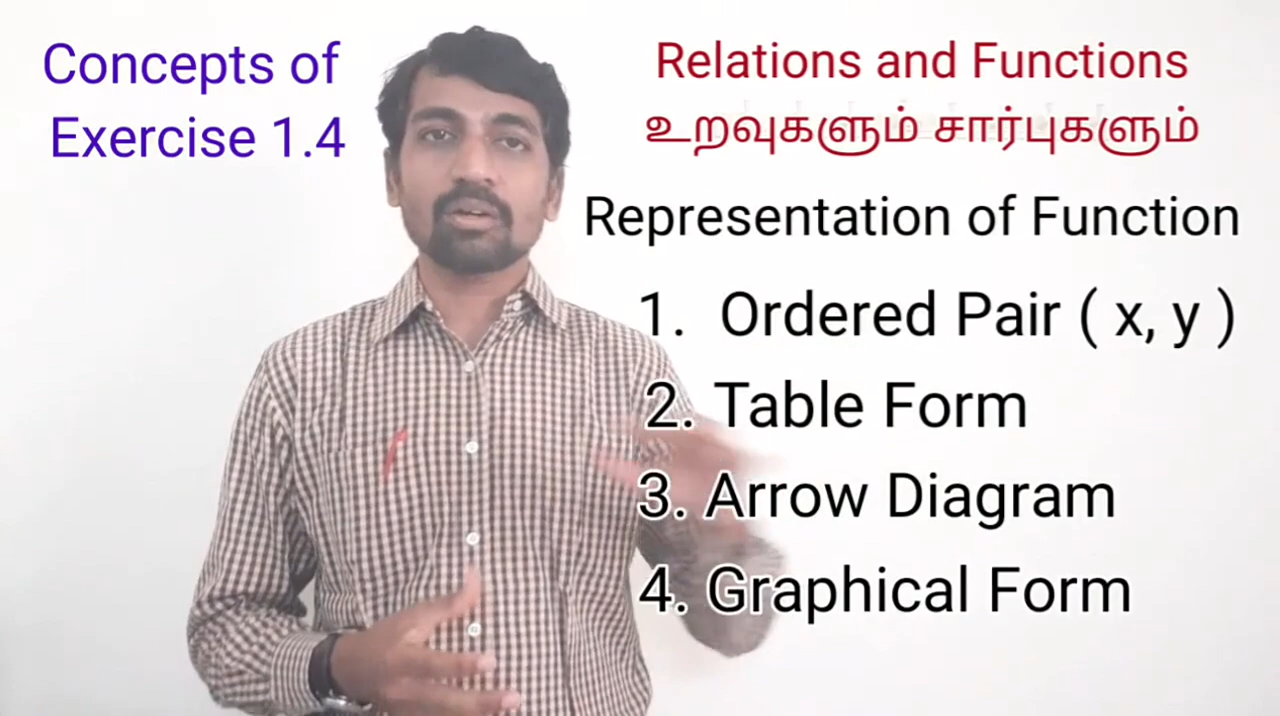 Concepts of
Exercise 1.4
Relations and Functions
உறவுகளும் சார்புகளும்
Representation of Function
1. Ordered Pair ( x, y )
2. Table Form
3. Arrow Diagram
4. Graphical Form